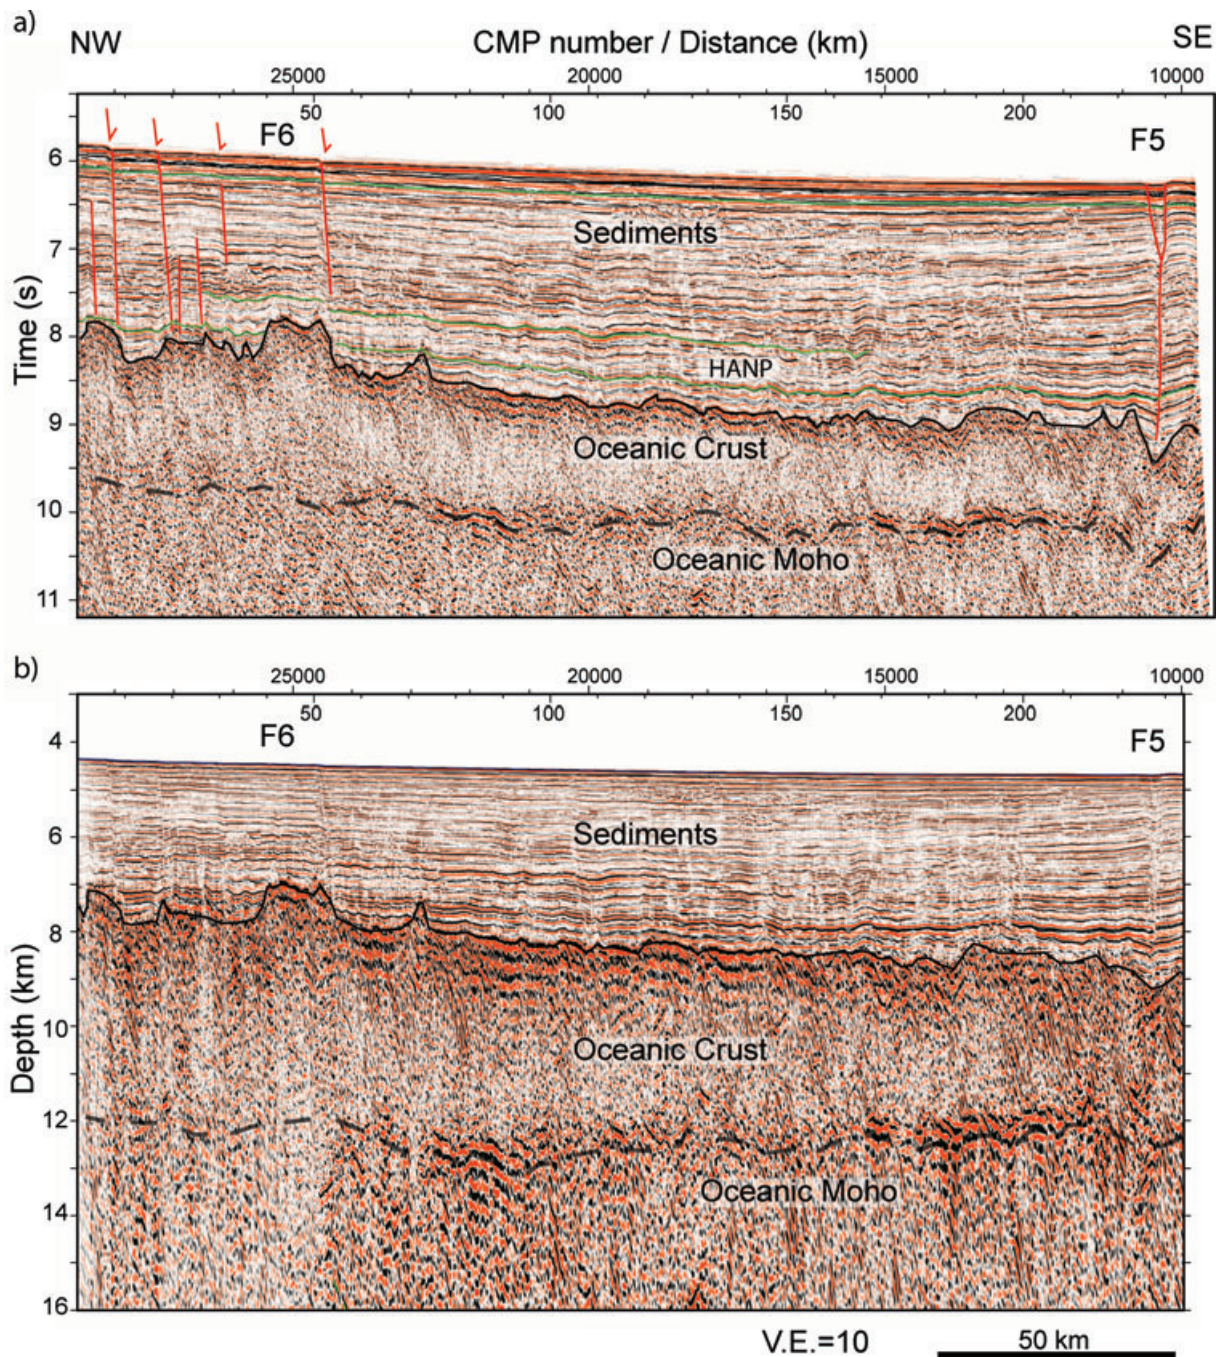 a)
NW CMP number / Distance (km) SE
25000 20000 15000 10000
50 100 150 200
F6 F5
6
Sediments
7
Time (s)
8
HANP
9
Oceanic Crust
10
Oceanic Moho
11
b)
25000 20000 15000 10000
50 100 150 200
F6 F5
4
Sediments
6
8
Depth (km)
10
Oceanic Crust
12
Oceanic Moho
14
16
V.E.=10 50 km